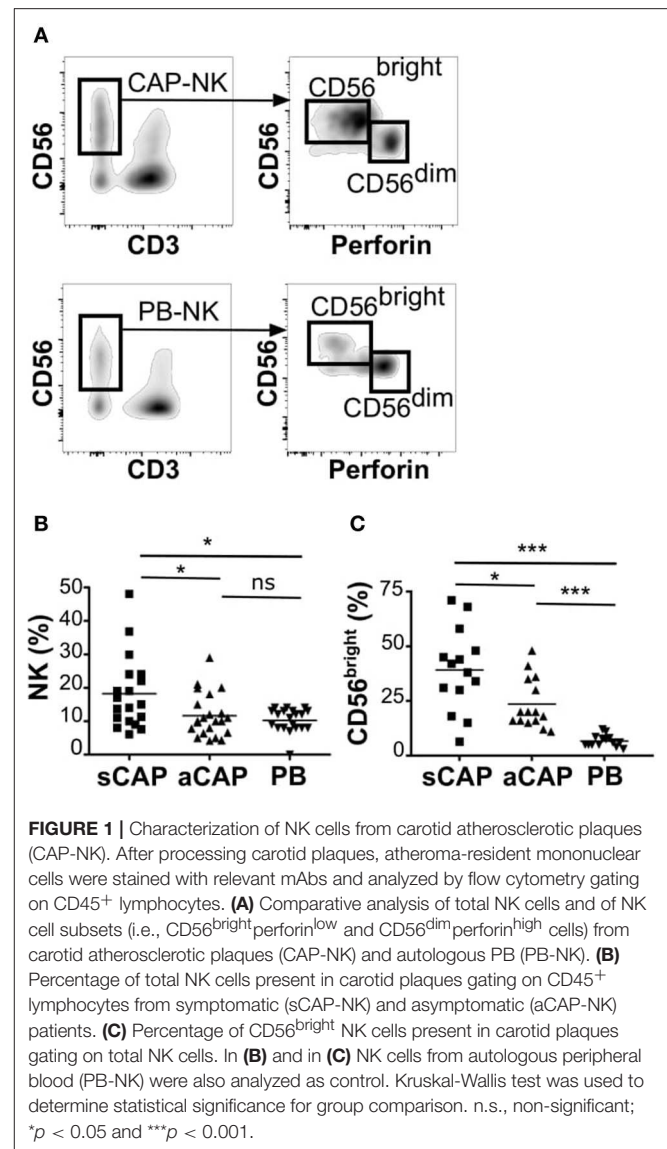 A
CAP-NK
CD56bright
CD56
CD56
CD56dim
CD3
Perforin
PB-NK
CD56bright
CD56
CD56
CD56dim
CD3
Perforin
B
C
*
***
*
ns
*
***
50
40
30
20
10
0
NK (%)
75
50
25
0
CD56bright (%)
sCAP aCAP PB
sCAP aCAP PB
FIGURE 1 | Characterization of NK cells from carotid atherosclerotic plaques
(CAP-NK). After processing carotid plaques, atheroma-resident mononuclear
cells were stained with relevant mAbs and analyzed by flow cytometry gating
on CD45+ lymphocytes. (A) Comparative analysis of total NK cells and of NK
cell subsets (i.e., CD56brightperforinlow and CD56dimperforinhigh cells) from
carotid atherosclerotic plaques (CAP-NK) and autologous PB (PB-NK). (B)
Percentage of total NK cells present in carotid plaques gating on CD45+
lymphocytes from symptomatic (sCAP-NK) and asymptomatic (aCAP-NK)
patients. (C) Percentage of CD56bright NK cells present in carotid plaques
gating on total NK cells. In (B) and in (C) NK cells from autologous peripheral
blood (PB-NK) were also analyzed as control. Kruskal-Wallis test was used to
determine statistical significance for group comparison. n.s., non-significant;
*p < 0.05 and ***p < 0.001.